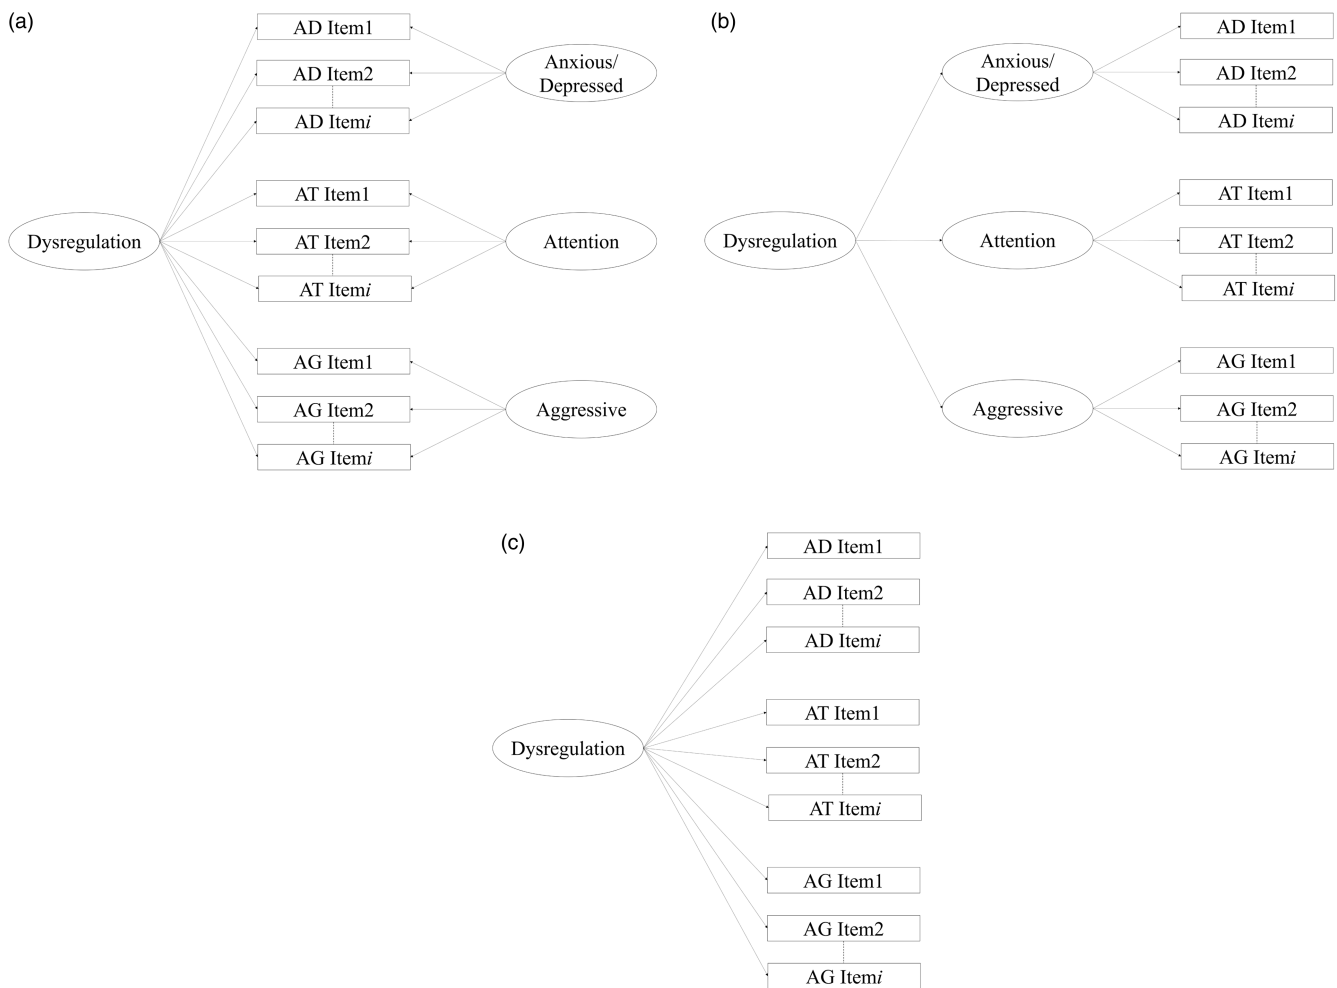 (a)
AD Item1
AD Item2
AD Itemi
AT Item1
AT Item2
AT Itemi
AG Item1
AG Item2
AG Itemi
Dysregulation
Anxious/
Depressed
Attention
Aggressive
(b)
Dysregulation
Anxious/
Depressed
Attention
Aggressive
AD Item1
AD Item2
AD Itemi
AT Item1
AT Item2
AT Itemi
AG Item1
AG Item2
AG Itemi
(c)
Dysregulation
AD Item1
AD Item2
AD Itemi
AT Item1
AT Item2
AT Itemi
AG Item1
AG Item2
AG Itemi